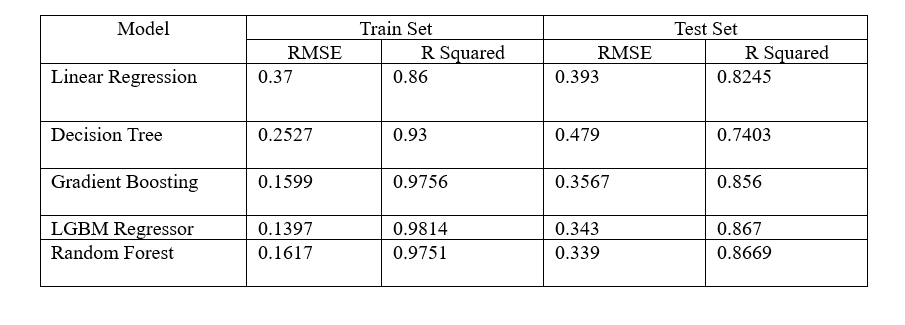 Model Train Set Test Set
RMSE R Squared RMSE R Squared
Linear Regression 0.37 0.86 0.393 0.8245
Decision Tree 0.2527 0.93 0.479 0.7403
Gradient Boosting 0.1599 0.9756 0.3567 0.856
LGBM Regressor 0.1397 0.9814 0.343 0.867
Random Forest 0.1617 0.9751 0.339 0.8669